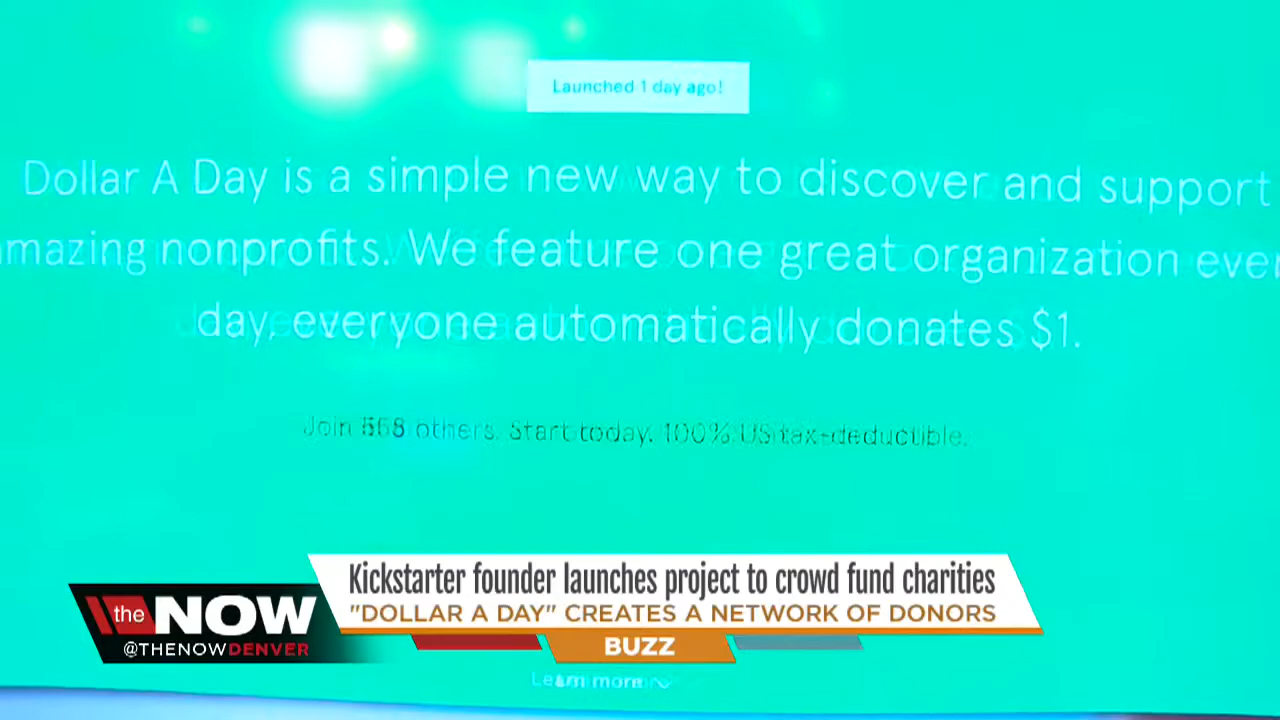 Launched 1 day ago!
Dollar A Day is a simple new way to discover and support
mazing nonprofits. We feature one great organization ever
day, everyone automatically donates $1.
Join 558 others. Start today. 100% US tax-deductible.
Kickstarter founder launches project to crowd fund charities
"DOLLAR A DAY" CREATES A NETWORK OF DONORS
the NOW
@THENOWDENVER
BUZZ
Learn more